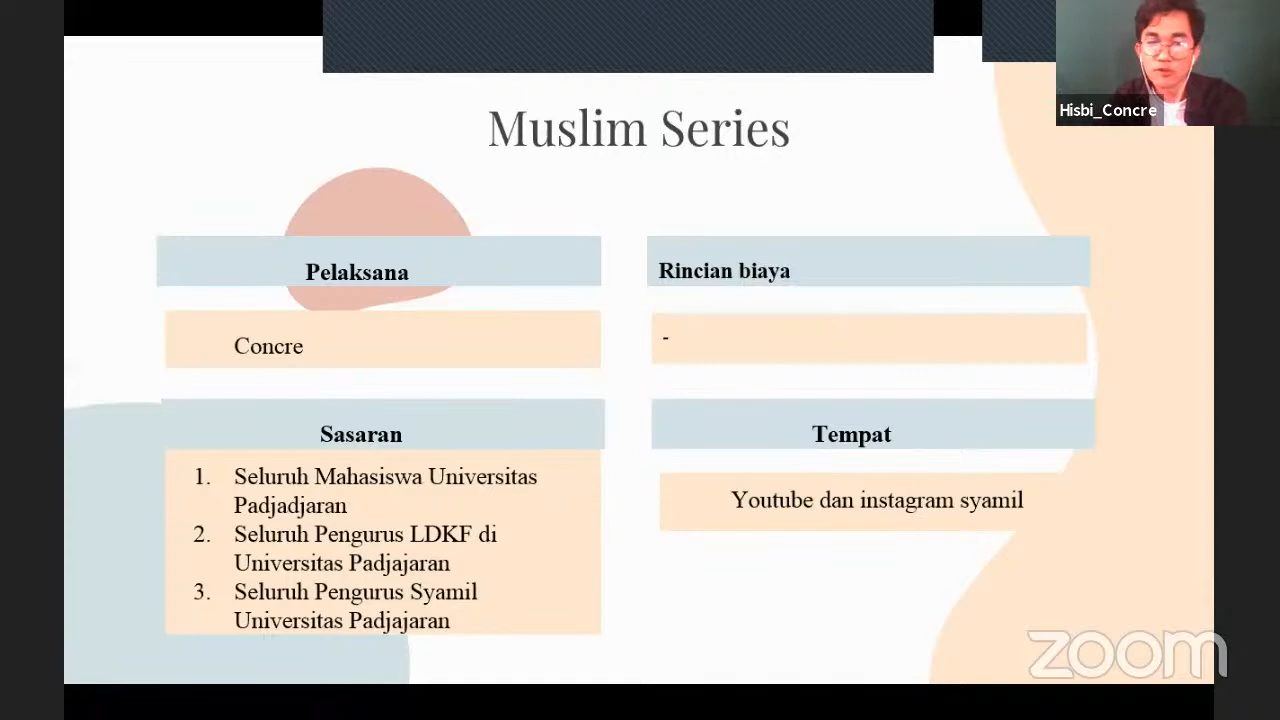 Hisbi_Concre
Muslim Series
Pelaksana
Concre
Rincian biaya
-
Sasaran
1. Seluruh Mahasiswa Universitas
Padjadjaran
2. Seluruh Pengurus LDKF di
Universitas Padjajaran
3. Seluruh Pengurus Syamil
Universitas Padjajaran
Tempat
Youtube dan instagram syamil
zoom